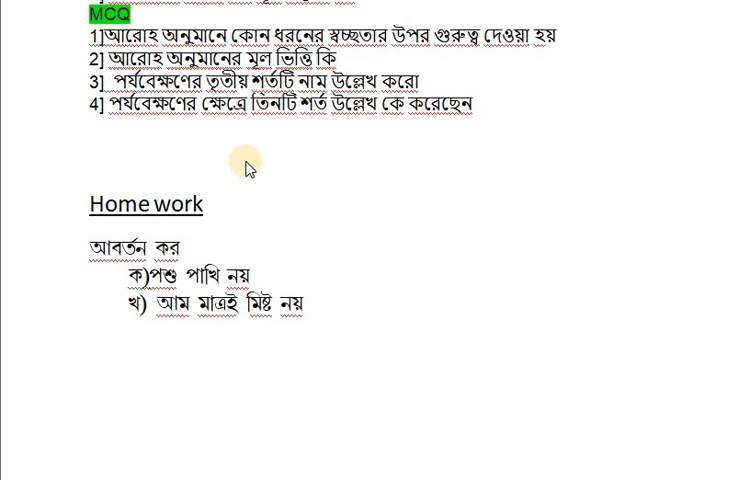 MCQ
1]আরোহ অনুমানে কোন ধরনের স্বচ্ছতার উপর গুরুত্ব দেওয়া হয়
2] আরোহ অনুমানের মূল ভিত্তি কি
3] পর্যবেক্ষণের তৃতীয় শর্তটি নাম উল্লেখ করো
4] পর্যবেক্ষণের ক্ষেত্রে তিনটি শর্ত উল্লেখ কে করেছেন
Home work
আবর্তন কর
ক)পশু পাখি নয়
খ) আম মাত্রই মিষ্ট নয়